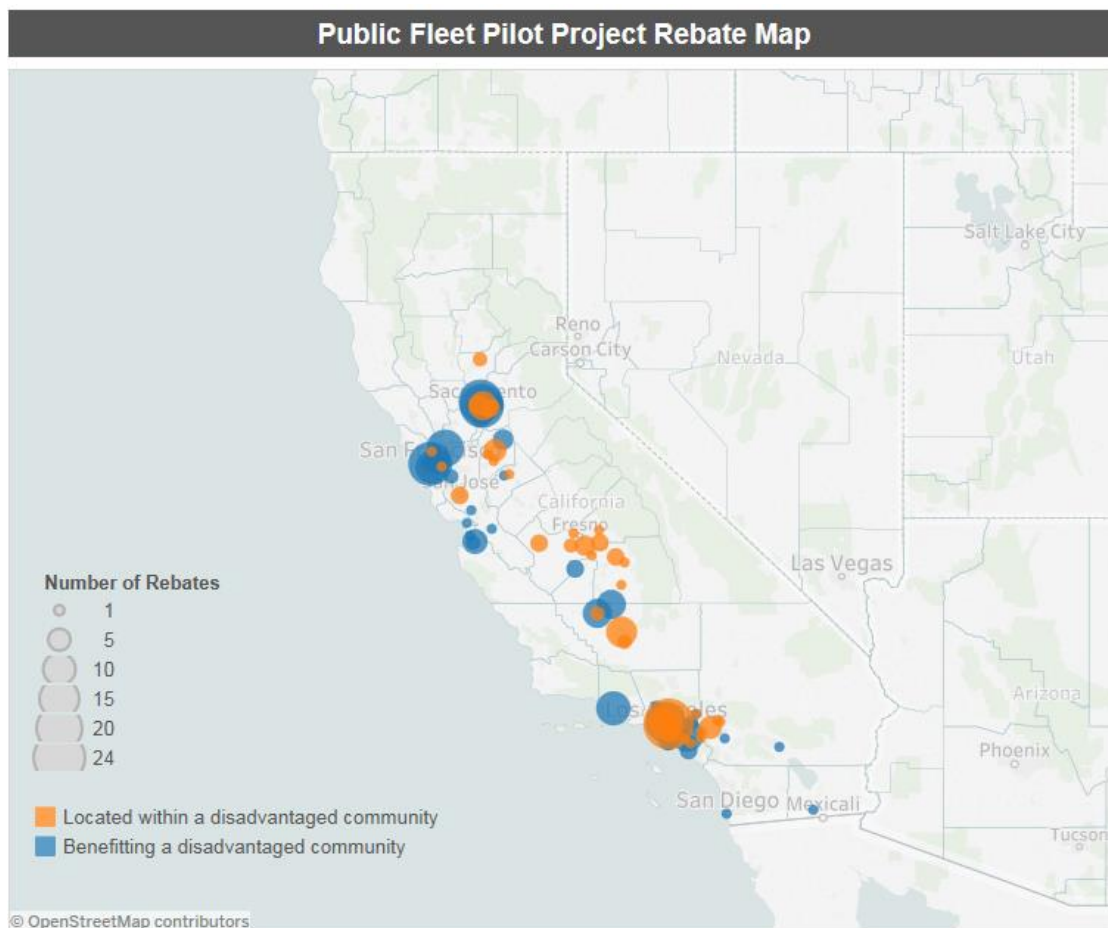 Public Fleet Pilot Project Rebate Map
Salt Lake City
Reno
Carson City
Nevada
Utah
Sacramento
San Francisco
San Jose
California
Fresno
Las Vegas
Los Angeles
Arizona
Phoenix
San Diego
Mexicali
Tucson
Number of Rebates
1
5
10
15
20
24
Located within a disadvantaged community
Benefitting a disadvantaged community
© OpenStreetMap contributors